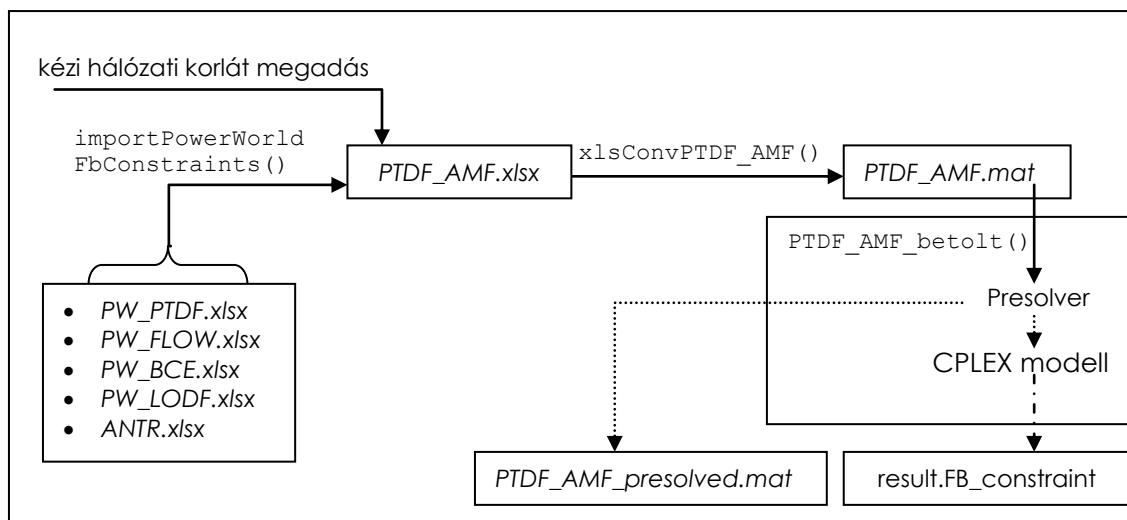 kézi hálózati korlát megadás
importPowerWorld
FbConstraints()
PTDF_AMF.xlsx
xlsConvPTDF_AMF()
PTDF_AMF.mat
PTDF_AMF_betolt()
Presolver
CPLEX modell
• PW_PTDF.xlsx
• PW_FLOW.xlsx
• PW_BCE.xlsx
• PW_LODF.xlsx
• ANTR.xlsx
PTDF_AMF_presolved.mat
result.FB_constraint